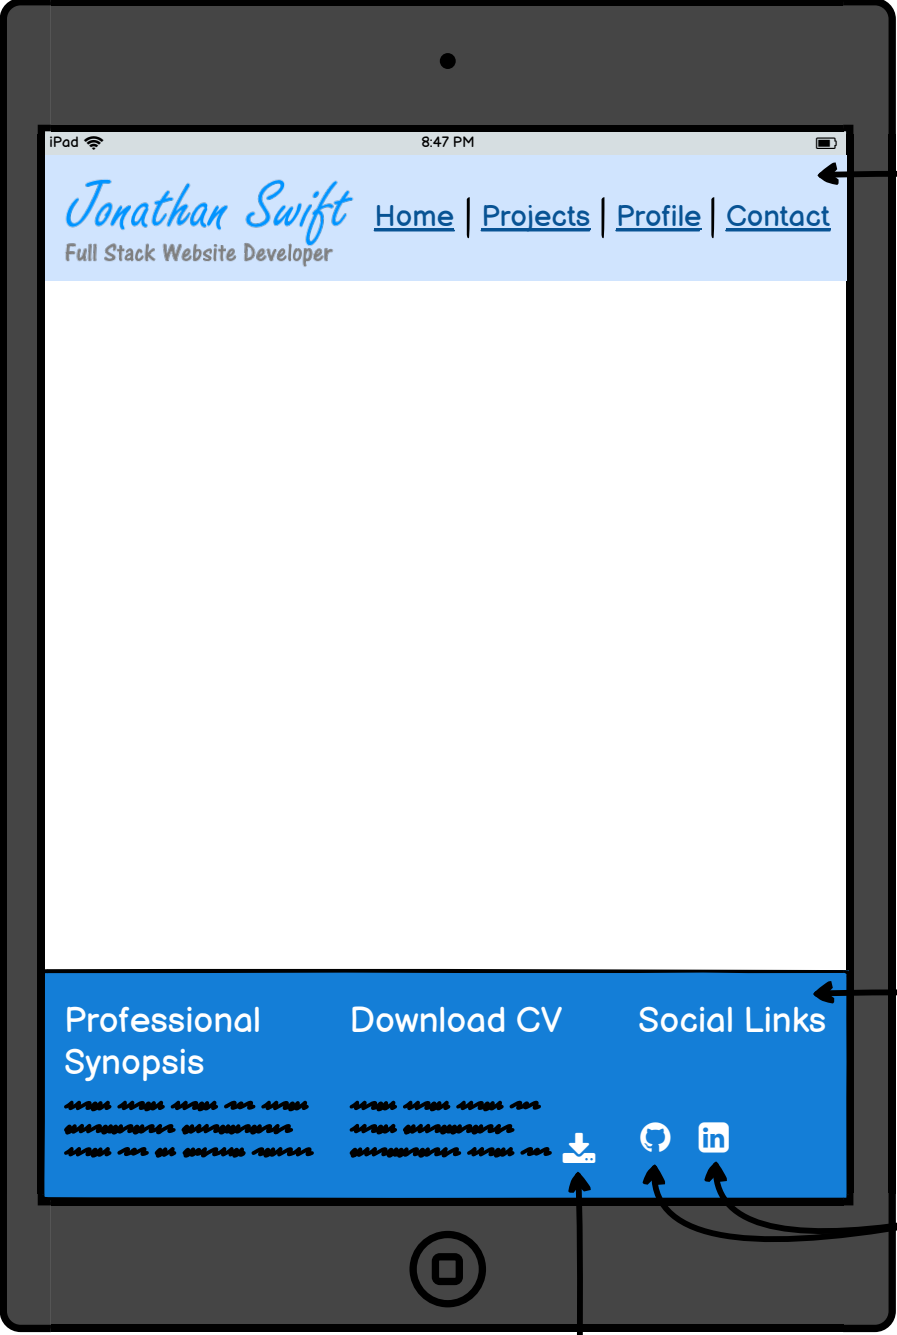 iPad 8:47 PM
Jonathan Swift
Full Stack Website Developer
Home | Projects | Profile | Contact
Professional
Synopsis
Download CV
Social Links
in